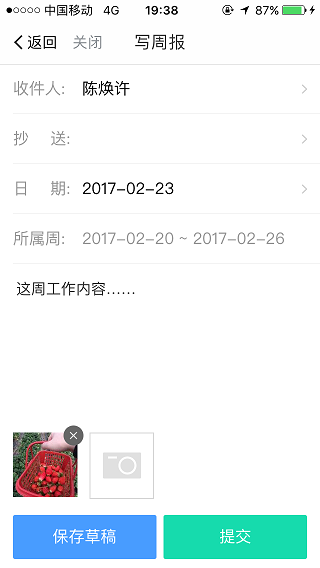 中国移动 4G 19:38 87%
返回 关闭 写周报
收件人: 陈焕许
抄 送:
日 期: 2017-02-23
所属周: 2017-02-20 ~ 2017-02-26
这周工作内容……
保存草稿 提交